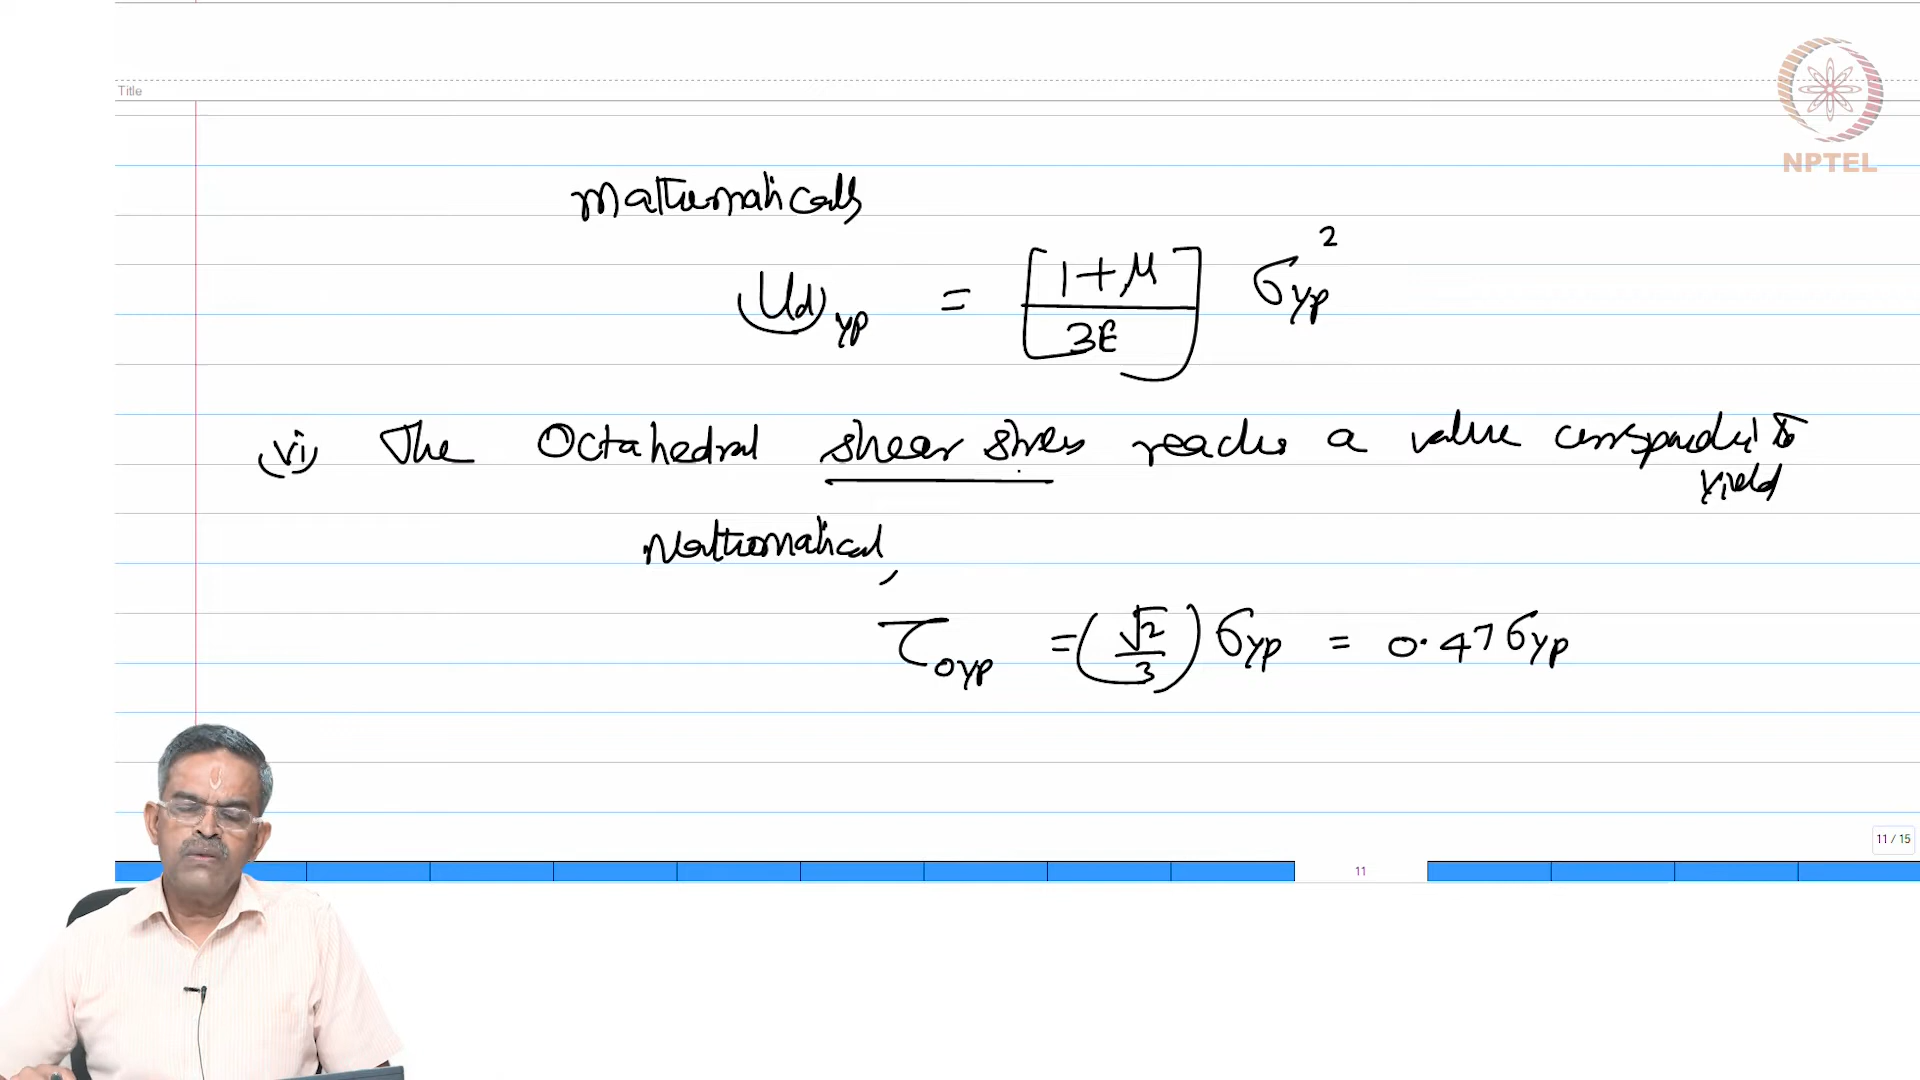 Title
NPTEL
Mathematically
(Ud)yp = [1+μ / 3E] σyp²
(vi) The Octahedral shear stress reaches a value corresponding to
yield
Mathematical,
τoyp = (√2/3) σyp = 0.47 σyp
11 / 15
11